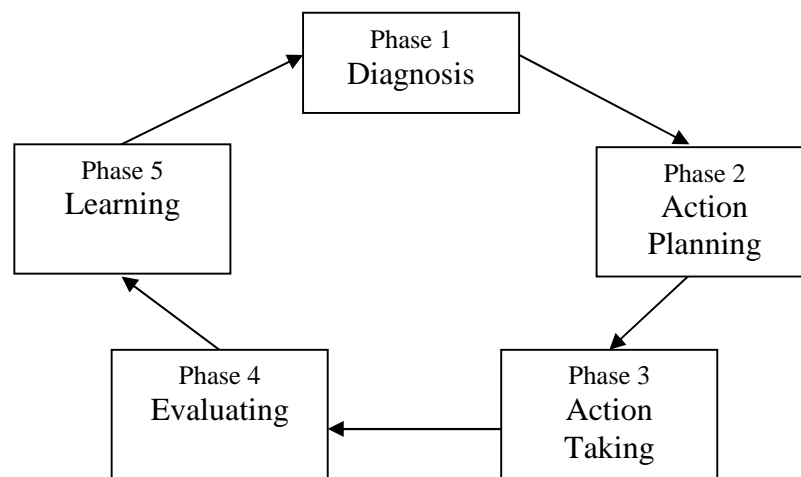 Phase 1
Diagnosis
Phase 2
Action
Planning
Phase 3
Action
Taking
Phase 4
Evaluating
Phase 5
Learning